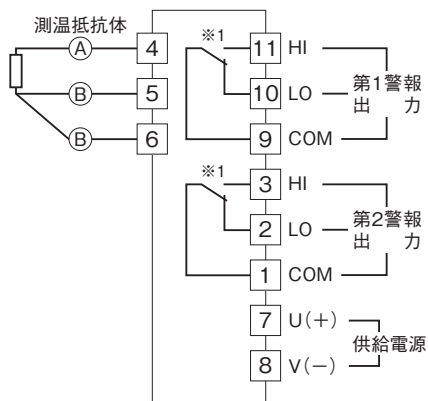 測温抵抗体
A 4
B 5
B 6
※1
11 HI
10 LO
9 COM
第1警報
出 力
※1
3 HI
2 LO
1 COM
第2警報
出 力
7 U(+)
8 V(−)
供給電源